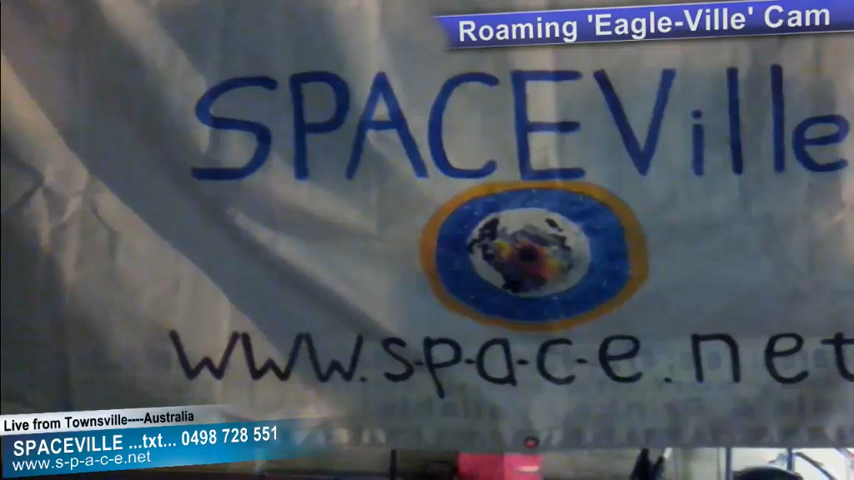 Roaming 'Eagle-Ville' Cam
SPACEVille
www.s-p-a-c-e.net
Live from Townsville----Australia
SPACEVILLE ...txt... 0498 728 551
www.s-p-a-c-e.net